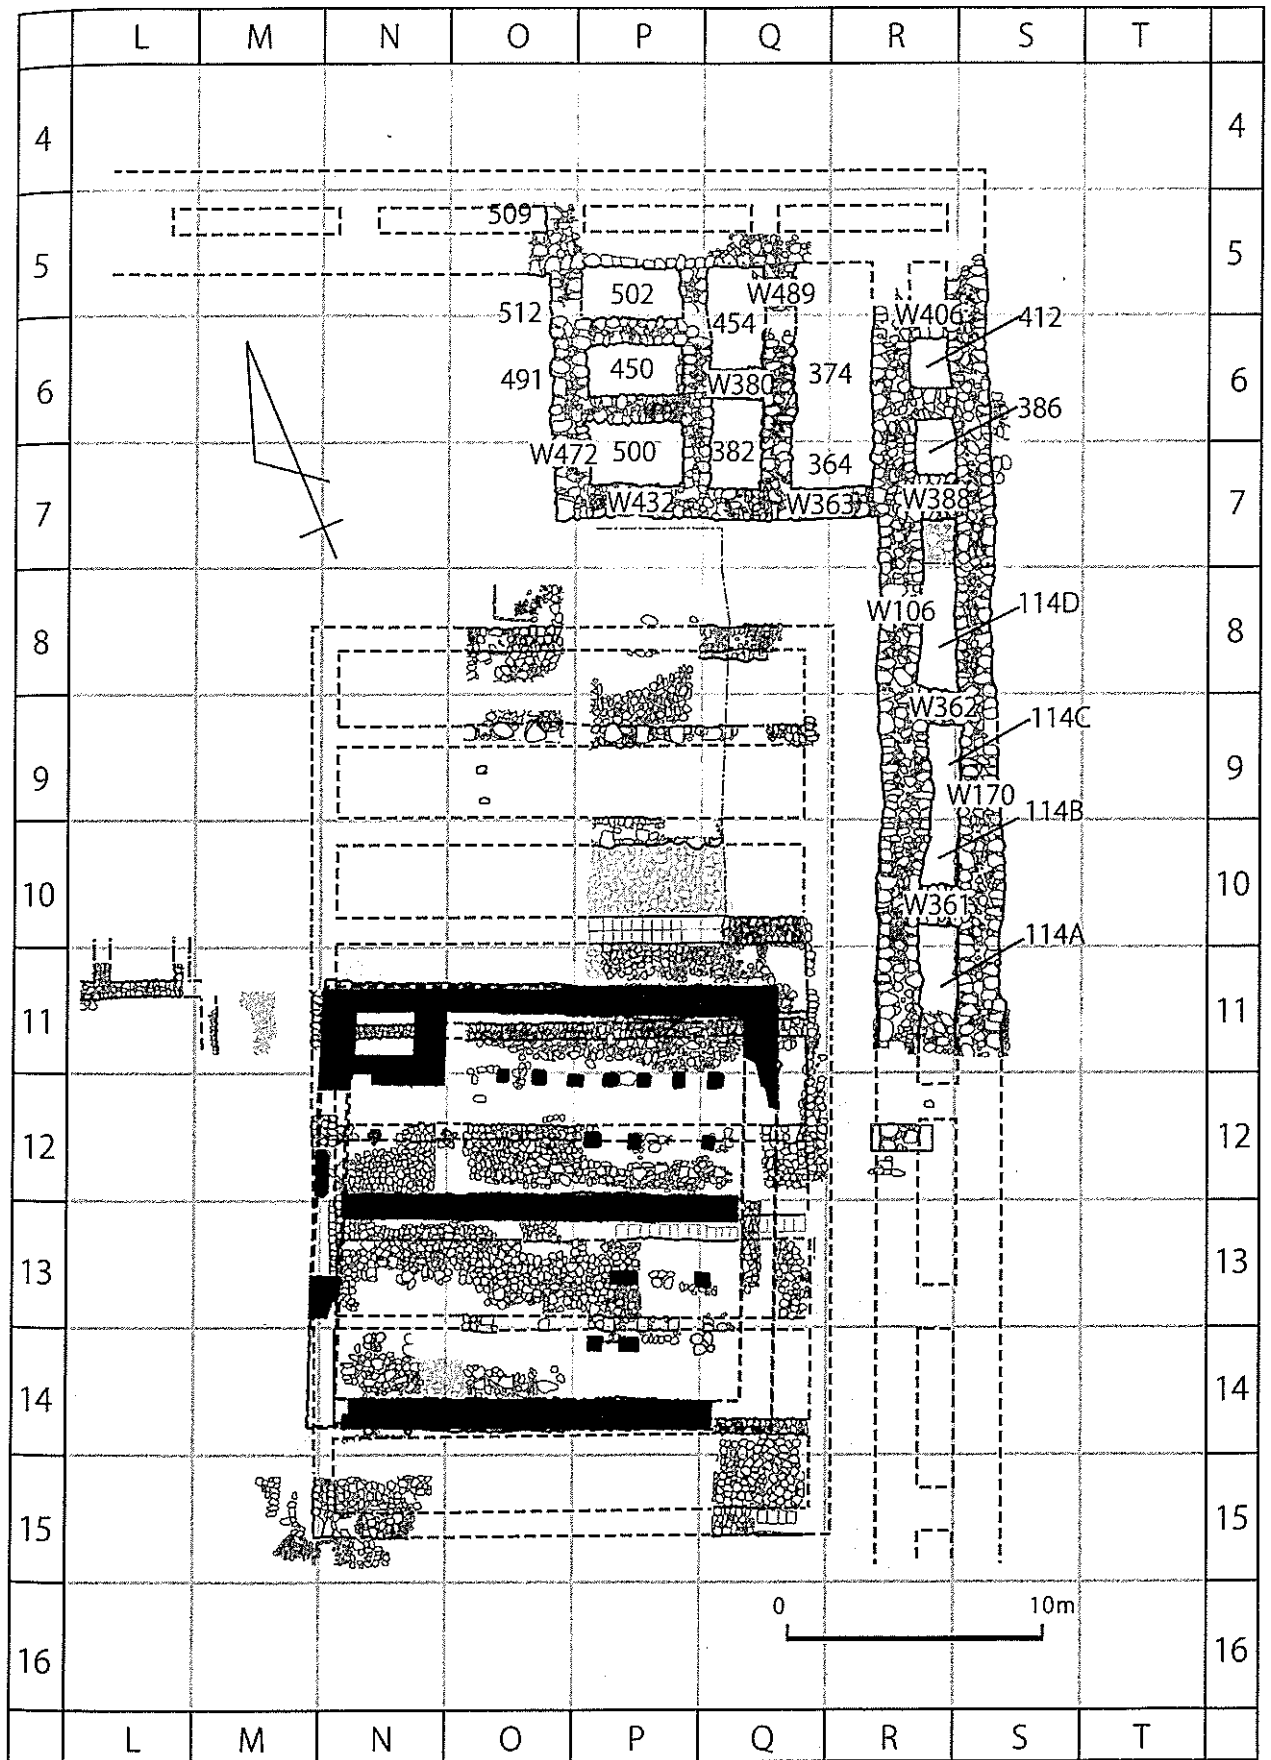 L M N O P Q R S T
4 4
509
5 5
502 W489
512 454 W406 412
491 450 W380 374
6 6
386
W472 500 382 364
W432 W363 W388
7 7
W106 114D
8 8
W362 114C
9 9
W170
114B
10 10
W361
114A
11 11
12 12
13 13
14 14
15 15
0 10m
16 16
L M N O P Q R S T